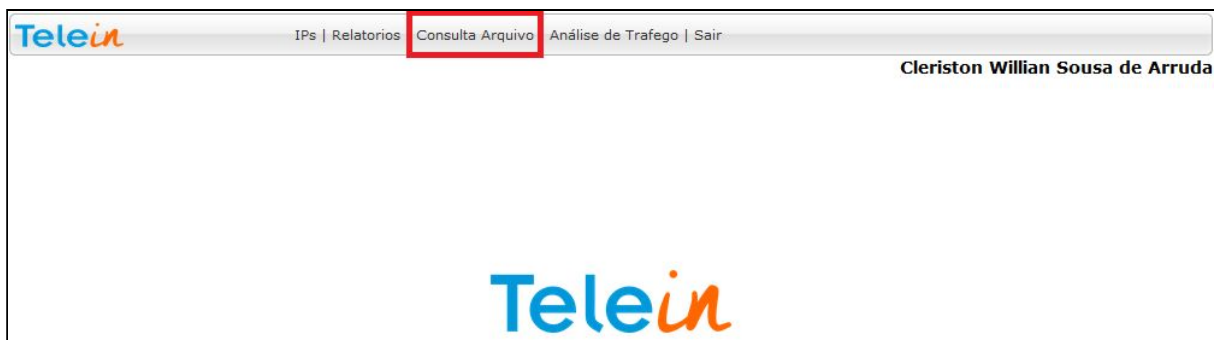 Telein IPs | Relatorios Consulta Arquivo Análise de Trafego | Sair
Cleriston Willian Sousa de Arruda
Telein